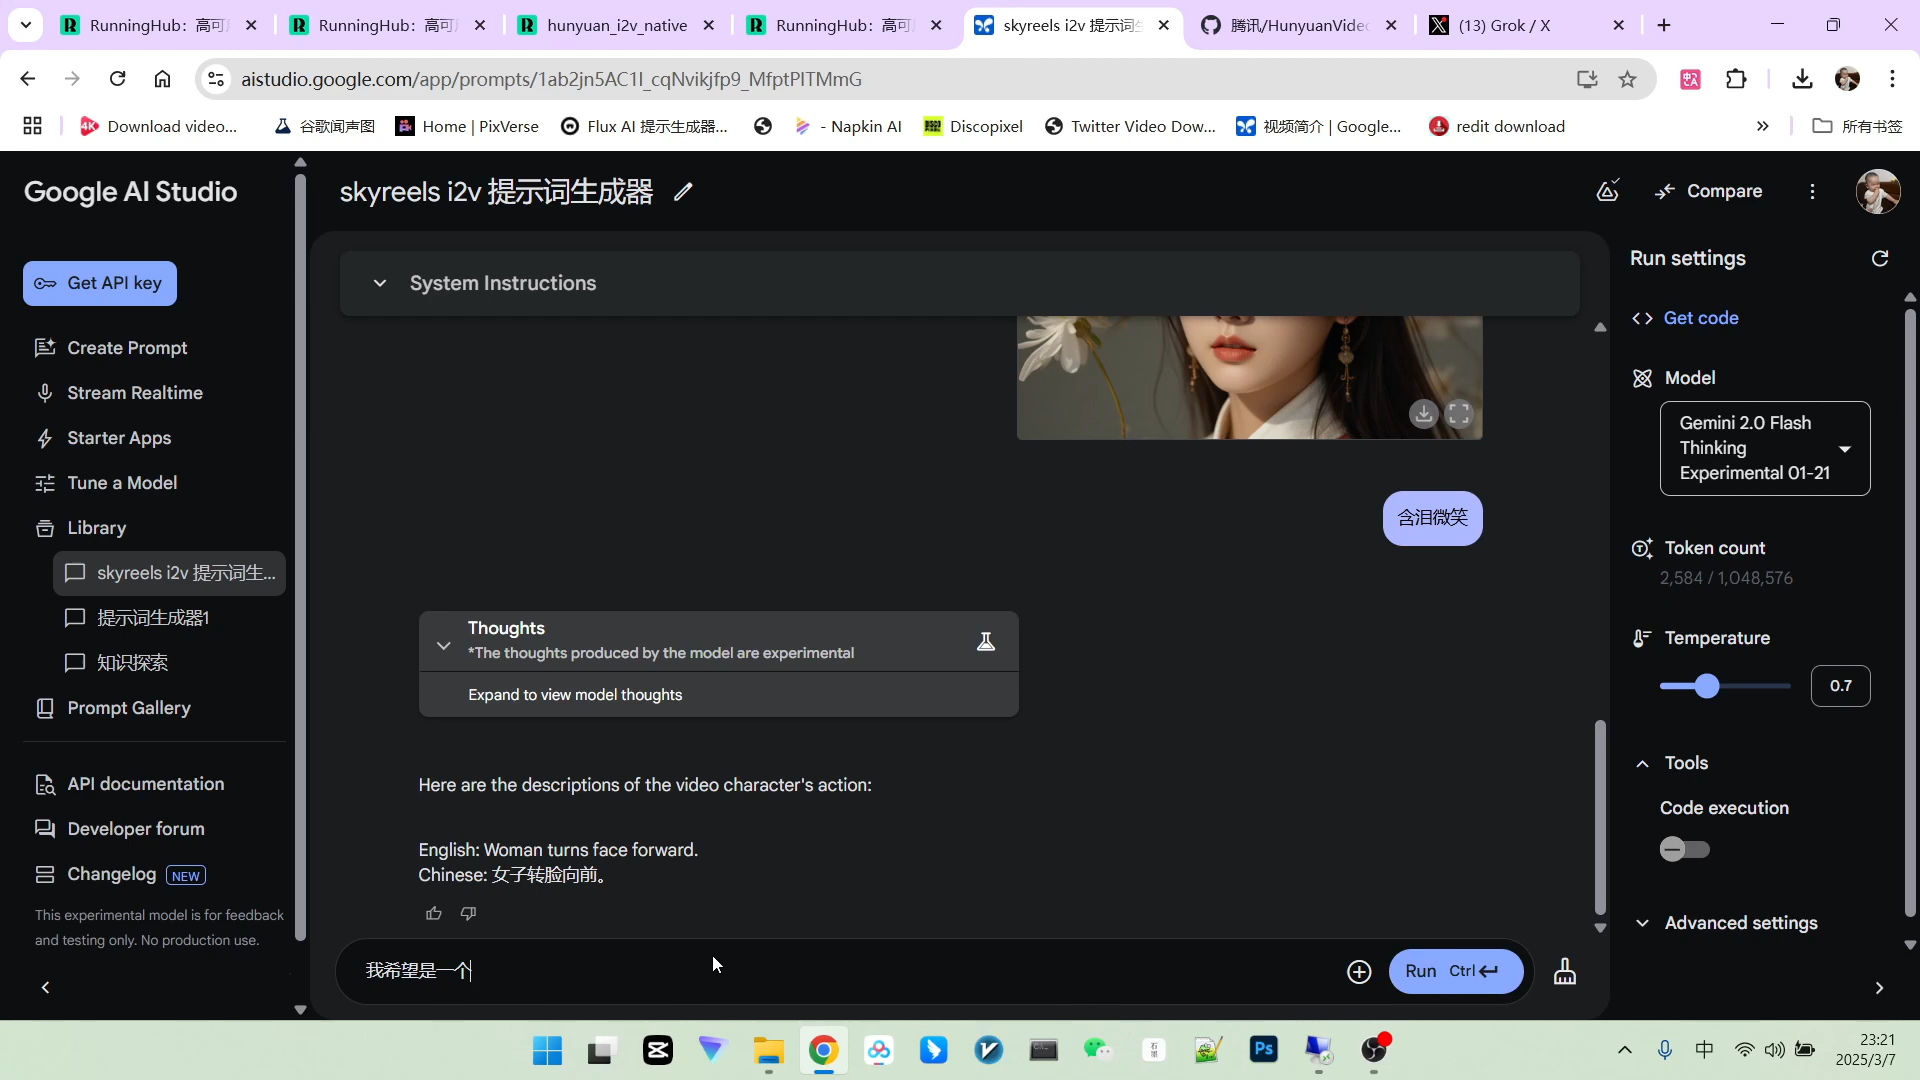 RunningHub：高可
RunningHub：高可
hunyuan_i2v_native
RunningHub：高可
skyreels i2v 提示词生
腾讯/HunyuanVide
(13) Grok / X
aistudio.google.com/app/prompts/1ab2jn5AC1I_cqNvikjfp9_MfptPITMmG
Download video...
谷歌闻声图
Home | PixVerse
Flux AI 提示生成器...
- Napkin AI
Discopixel
Twitter Video Dow...
视频简介 | Google...
redit download
所有书签
Google AI Studio
skyreels i2v 提示词生成器
Compare
Get API key
System Instructions
Run settings
Get code
Create Prompt
Stream Realtime
Starter Apps
Tune a Model
Library
skyreels i2v 提示词生...
提示词生成器1
知识探索
Prompt Gallery
API documentation
Developer forum
Changelog NEW
This experimental model is for feedback
and testing only. No production use.
含泪微笑
Thoughts
*The thoughts produced by the model are experimental
Expand to view model thoughts
Here are the descriptions of the video character's action:
English: Woman turns face forward.
Chinese: 女子转脸向前。
我希望是一个
Run Ctrl
Model
Gemini 2.0 Flash
Thinking
Experimental 01-21
Token count
2,584 / 1,048,576
Temperature
0.7
Tools
Code execution
Advanced settings
Ps
中
23:21
2025/3/7